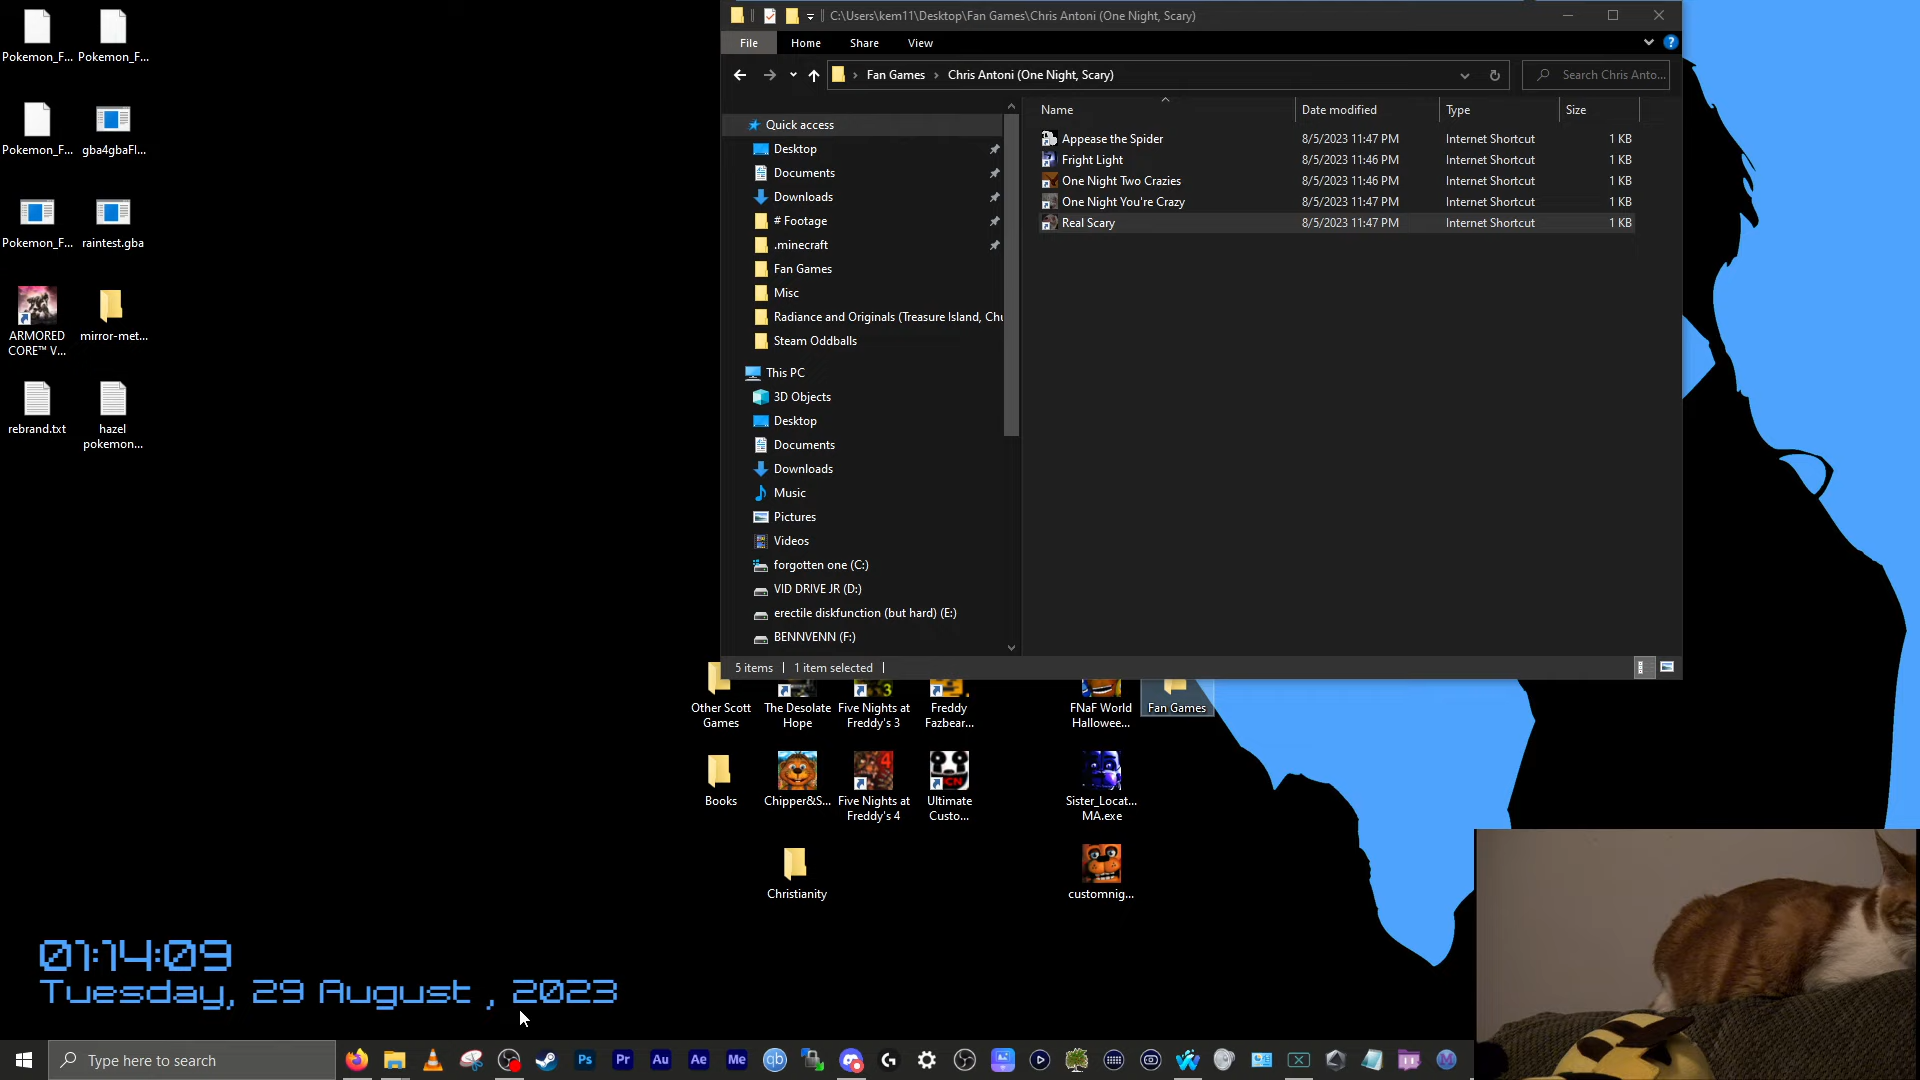 C:\Users\kem11\Desktop\Fan Games\Chris Antoni (One Night, Scary)
File Home Share View
Fan Games Chris Antoni (One Night, Scary)
Search Chris Anto...
Name Date modified Type Size
Appease the Spider 8/5/2023 11:47 PM Internet Shortcut 1 KB
Fright Light 8/5/2023 11:46 PM Internet Shortcut 1 KB
One Night Two Crazies 8/5/2023 11:46 PM Internet Shortcut 1 KB
One Night You're Crazy 8/5/2023 11:47 PM Internet Shortcut 1 KB
Real Scary 8/5/2023 11:47 PM Internet Shortcut 1 KB
Quick access
Desktop
Documents
Downloads
# Footage
.minecraft
Fan Games
Misc
Radiance and Originals (Treasure Island, Chu
Steam Oddballs
This PC
3D Objects
Desktop
Documents
Downloads
Music
Pictures
Videos
forgotten one (C:)
VID DRIVE JR (D:)
erectile diskfunction (but hard) (E:)
BENNVENN (F:)
5 items 1 item selected
Pokemon_F... Pokemon_F...
Pokemon_F... gba4gbaFl...
Pokemon_F... raintest.gba
ARMORED CORE™ V... mirror-met...
rebrand.txt hazel pokemon...
Other Scott Games
The Desolate Hope
Five Nights at Freddy's 3
Freddy Fazbear...
FNaF World Hallowee...
Fan Games
Books
Chipper&S...
Five Nights at Freddy's 4
Ultimate Custo...
Sister_Locat... MA.exe
Christianity
customnig...
01:14:09
Tuesday, 29 August , 2023
Type here to search
Ps Pr Au Ae Me qb